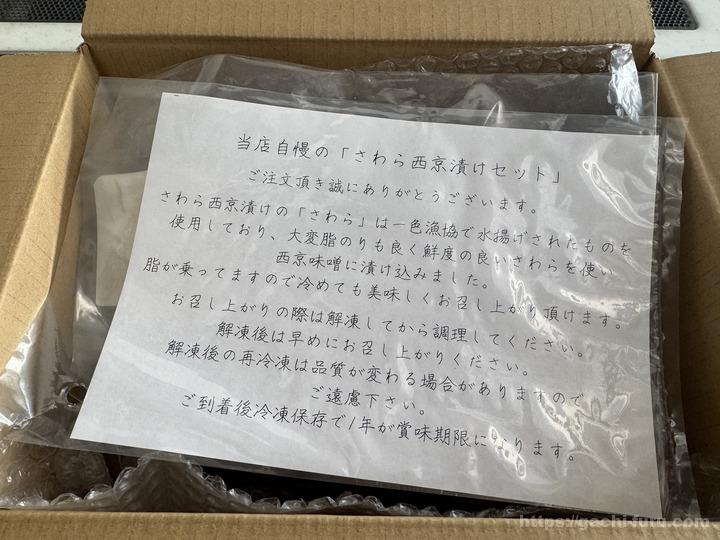 当店自慢の「さわら西京漬けセット」
ご注文頂き誠にありがとうございます。
さわら西京漬けの「さわら」は一色漁協で水揚げされたものを
使用しており、大変脂のりも良く鮮度の良いさわらを使い
西京味噌に漬け込みました。
脂が乗ってますので冷めても美味しくお召し上がり頂けます。
お召し上がりの際は解凍してから調理してください。
解凍後は早めにお召し上がりください。
解凍後の再冷凍は品質が変わる場合がありますので
ご遠慮下さい。
ご到着後冷凍保存で1年が賞味期限になります。
https://gachi-furu.com